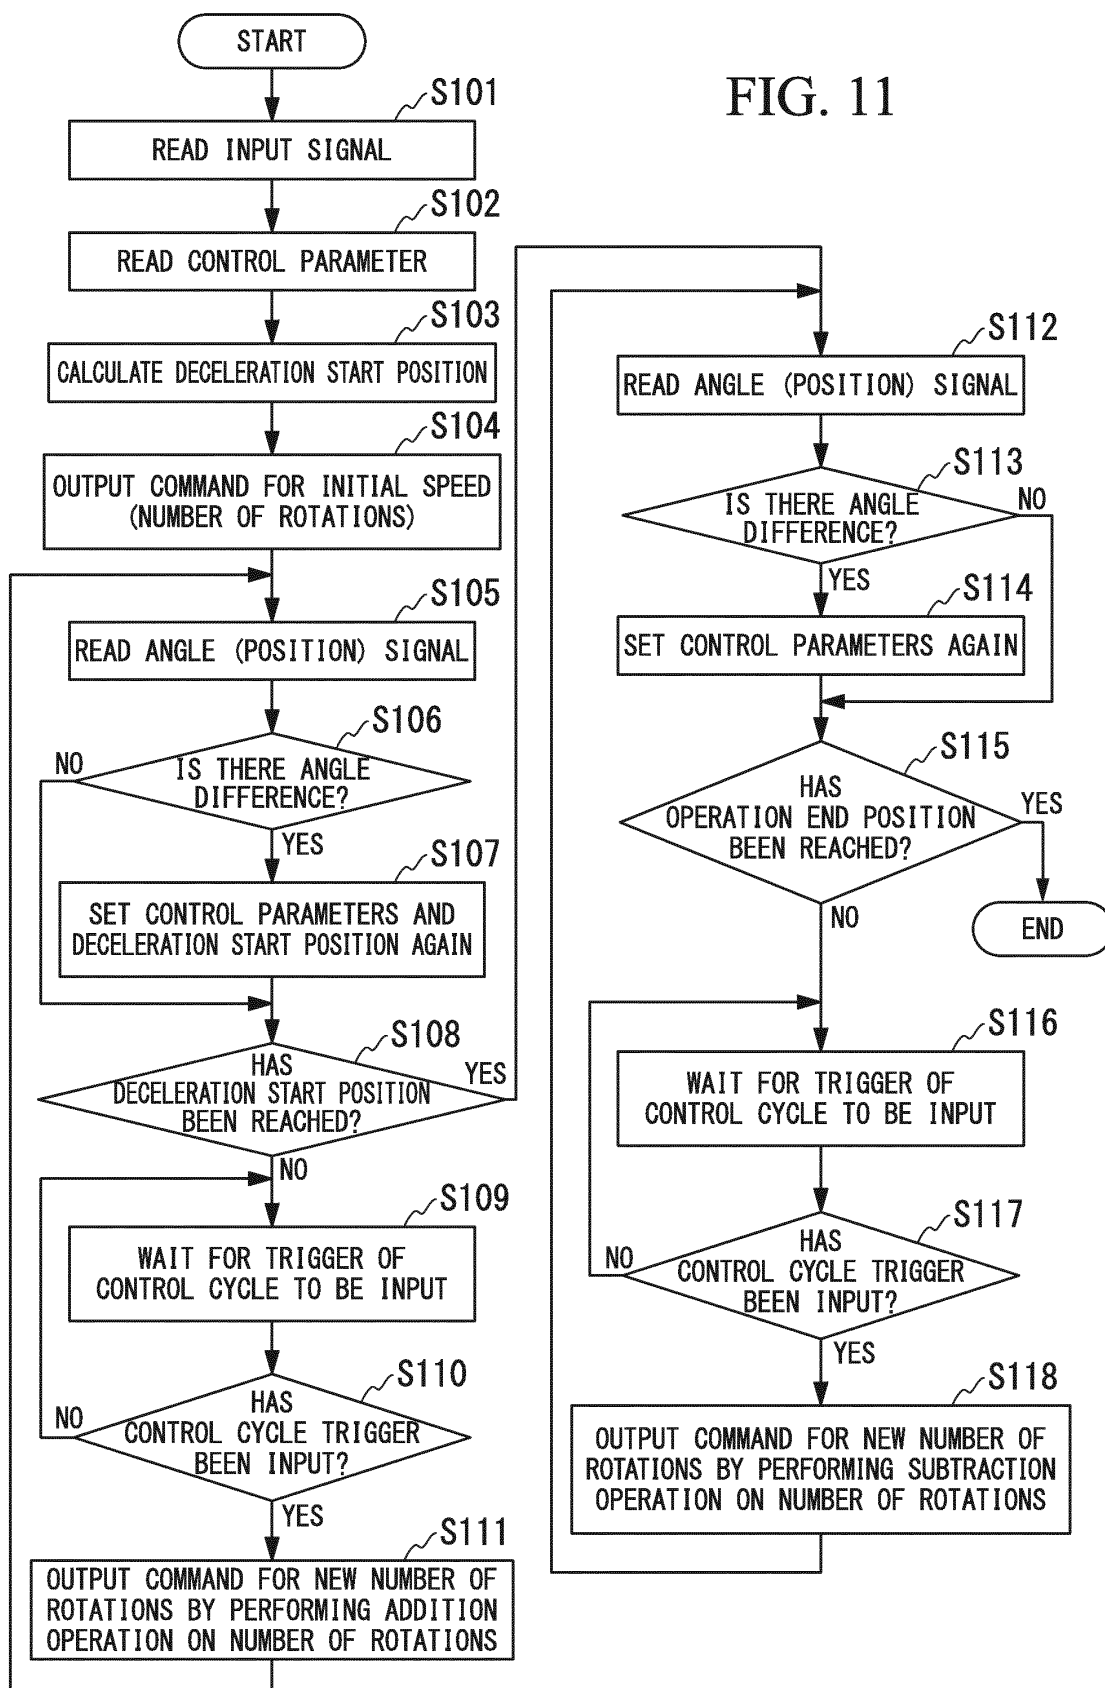 FIG. 11
START
S101
READ INPUT SIGNAL
S102
READ CONTROL PARAMETER
S103
CALCULATE DECELERATION START POSITION
S104
OUTPUT COMMAND FOR INITIAL SPEED
(NUMBER OF ROTATIONS)
S105
READ ANGLE (POSITION) SIGNAL
S106
IS THERE ANGLE
DIFFERENCE?
NO
YES
S107
SET CONTROL PARAMETERS AND
DECELERATION START POSITION AGAIN
S108
HAS
DECELERATION START POSITION
BEEN REACHED?
YES
NO
S109
WAIT FOR TRIGGER OF
CONTROL CYCLE TO BE INPUT
S110
HAS
CONTROL CYCLE TRIGGER
BEEN INPUT?
NO
YES
S111
OUTPUT COMMAND FOR NEW NUMBER OF
ROTATIONS BY PERFORMING ADDITION
OPERATION ON NUMBER OF ROTATIONS
S112
READ ANGLE (POSITION) SIGNAL
S113
IS THERE ANGLE
DIFFERENCE?
NO
YES
S114
SET CONTROL PARAMETERS AGAIN
S115
HAS
OPERATION END POSITION
BEEN REACHED?
YES
NO
END
S116
WAIT FOR TRIGGER OF
CONTROL CYCLE TO BE INPUT
S117
HAS
CONTROL CYCLE TRIGGER
BEEN INPUT?
NO
YES
S118
OUTPUT COMMAND FOR NEW NUMBER OF
ROTATIONS BY PERFORMING SUBTRACTION
OPERATION ON NUMBER OF ROTATIONS